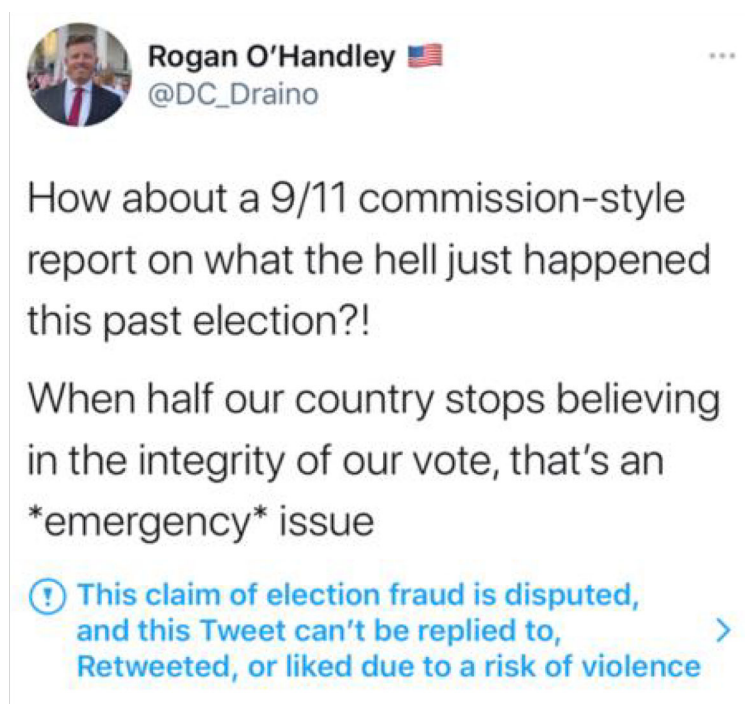 Rogan O'Handley 🇺🇸
@DC_Draino
How about a 9/11 commission-style
report on what the hell just happened
this past election?!
When half our country stops believing
in the integrity of our vote, that's an
*emergency* issue
This claim of election fraud is disputed,
and this Tweet can't be replied to,
Retweeted, or liked due to a risk of violence